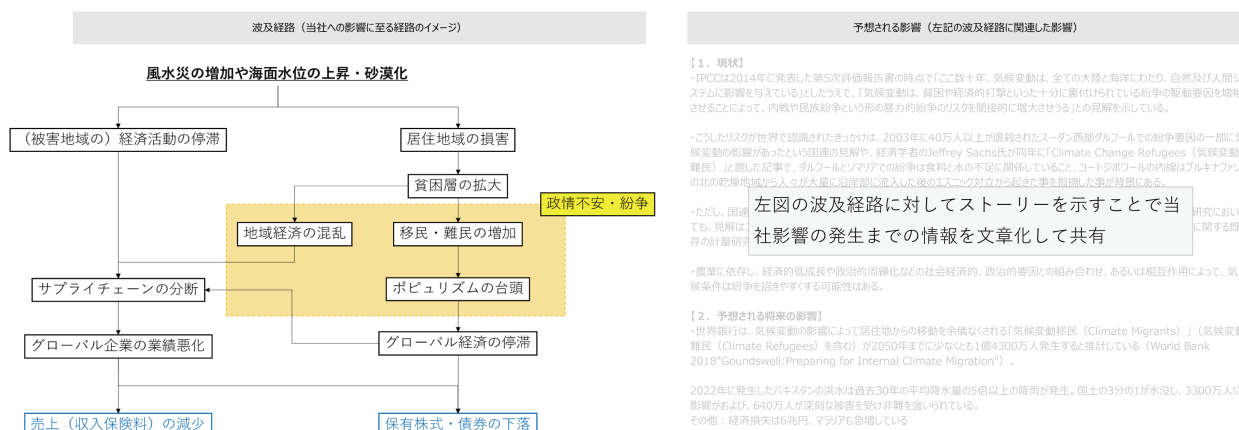 波及経路（当社への影響に至る経路のイメージ）
風水災の増加や海面水位の上昇・砂漠化
（被害地域の）経済活動の停滞
居住地域の損害
貧困層の拡大
政情不安・紛争
地域経済の混乱
移民・難民の増加
サプライチェーンの分断
ポピュリズムの台頭
グローバル企業の業績悪化
グローバル経済の停滞
売上（収入保険料）の減少
保有株式・債券の下落
予想される影響（左記の波及経路に関連した影響）
【１．現状】
・IPCCは2014年に発表した第5次評価報告書の時点で「ここ数十年、気候変動は、全ての大陸と海洋にわたり、自然及び人間シ
ステムに影響を与えている」としたうえで、「気候変動は、貧困や経済的打撃といった十分に裏付けられている紛争の駆動要因を増幅
させることによって、内戦や民族紛争という形の暴力的紛争のリスクを間接的に増大させうる」との見解を示している。
・こうしたリスクが世界で認識されたきっかけは、2003年に40万人以上が虐殺されたスーダン西部ダルフールでの紛争要因の一部に気
候変動の影響があったという国連の見解や、経済学者のJeffrey Sachs氏が同年に「Climate Change Refugees（気候変動
難民）」と題した記事で、ダルフールとソマリアでの紛争は食料と水の不足に関係していること、コートジボワールの内線はブルキナファソ
の北の乾燥地域から人々が大量に沿岸部に流入した後のエスニック対立から起きた事を指摘した事が背景にある。
・ただし、国連
研究におい
ても、見解は
に関する既
存の計量研究
左図の波及経路に対してストーリーを示すことで当
社影響の発生までの情報を文章化して共有
・農業に依存し、経済的低成長や政治的周縁化などの社会経済的、政治的要因との組み合わせ、あるいは相互作用によって、気
候条件は紛争を招きやすくする可能性はある。
【２．予想される将来の影響】
・世界銀行は、気候変動の影響によって居住地からの移動を余儀なくされる「気候変動移民（Climate Migrants）」（気候変動
難民（Climate Refugees）を含む）が2050年までに少なくとも1億4300万人発生すると推計している（World Bank
2018"Goundswell:Preparing for Internal Climate Migration"）。
2022年に発生したパキスタンの洪水は過去30年の平均降水量の5倍以上の降雨が発生。国土の3分の1が水没し、3300万人に
影響がおよび、640万人が深刻な被害を受け非難を強いられている。
その他：経済損失は6兆円、マラリアも急増している